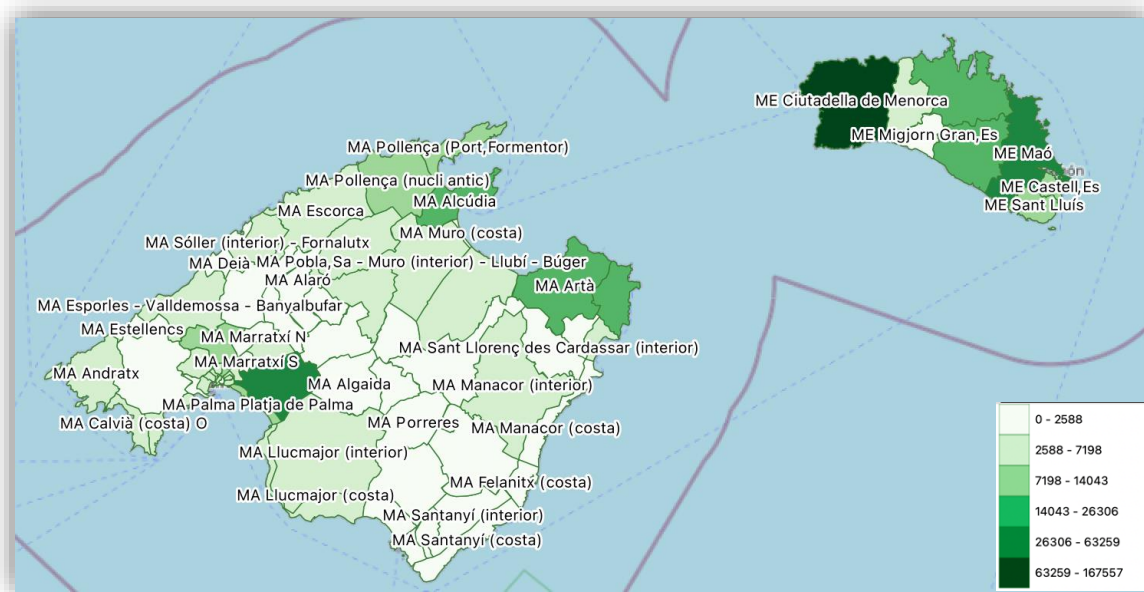 ME Ciutadella de Menorca
ME Migjorn Gran,Es
ME Maó
ME Castell,Es
ME Sant Lluís
MA Pollença (Port,Formentor)
MA Pollença (nucli antic)
MA Alcúdia
MA Escorca
MA Muro (costa)
MA Sóller (interior) - Fornalutx
MA Deià
MA Pobla,Sa - Muro (interior) - Llubí - Búger
MA Alaró
MA Artà
MA Esporles - Valldemossa - Banyalbufar
MA Estellencs
MA Marratxí N
MA Sant Llorenç des Cardassar (interior)
MA Marratxí S
MA Andratx
MA Algaida
MA Manacor (interior)
MA Palma Platja de Palma
MA Calvià (costa) O
MA Porreres
MA Manacor (costa)
MA Llucmajor (interior)
MA Felanitx (costa)
MA Llucmajor (costa)
MA Santanyí (interior)
MA Santanyí (costa)
0 - 2588
2588 - 7198
7198 - 14043
14043 - 26306
26306 - 63259
63259 - 167557